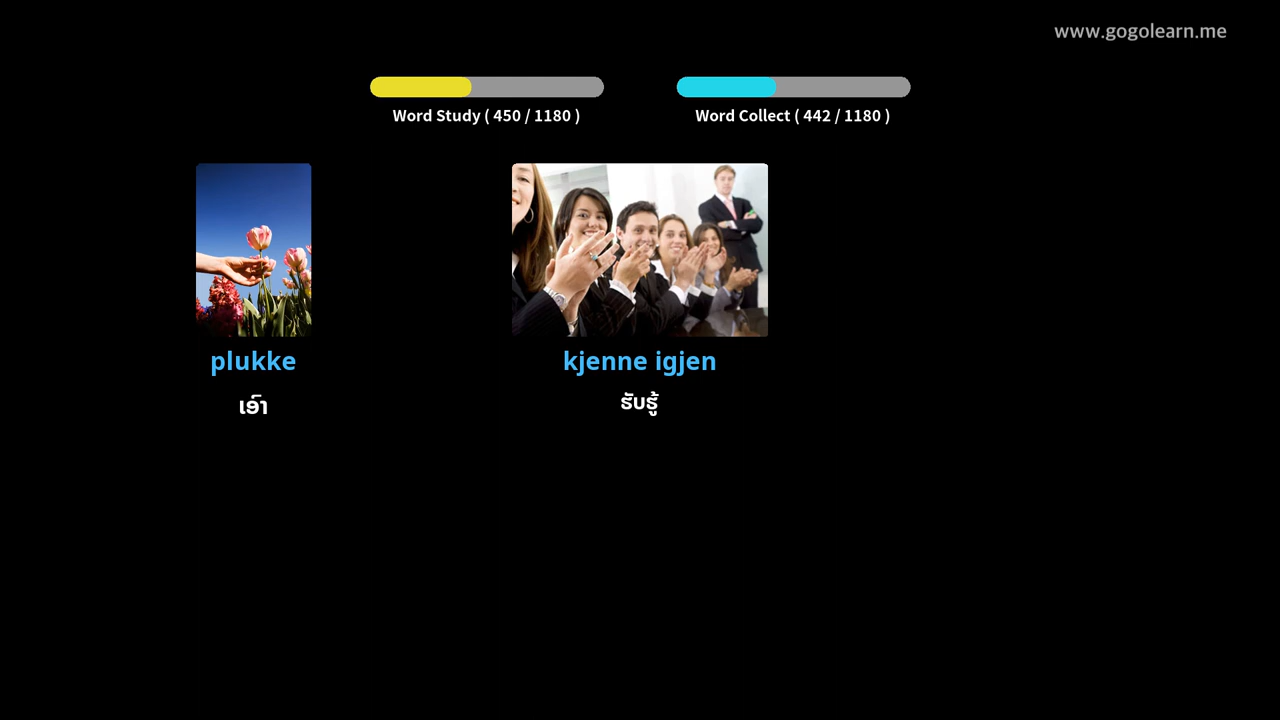 www.gogolearn.me
Word Study ( 450 / 1180 )
Word Collect ( 442 / 1180 )
plukke
ເອົາ
kjenne igjen
ຮັບຮູ້